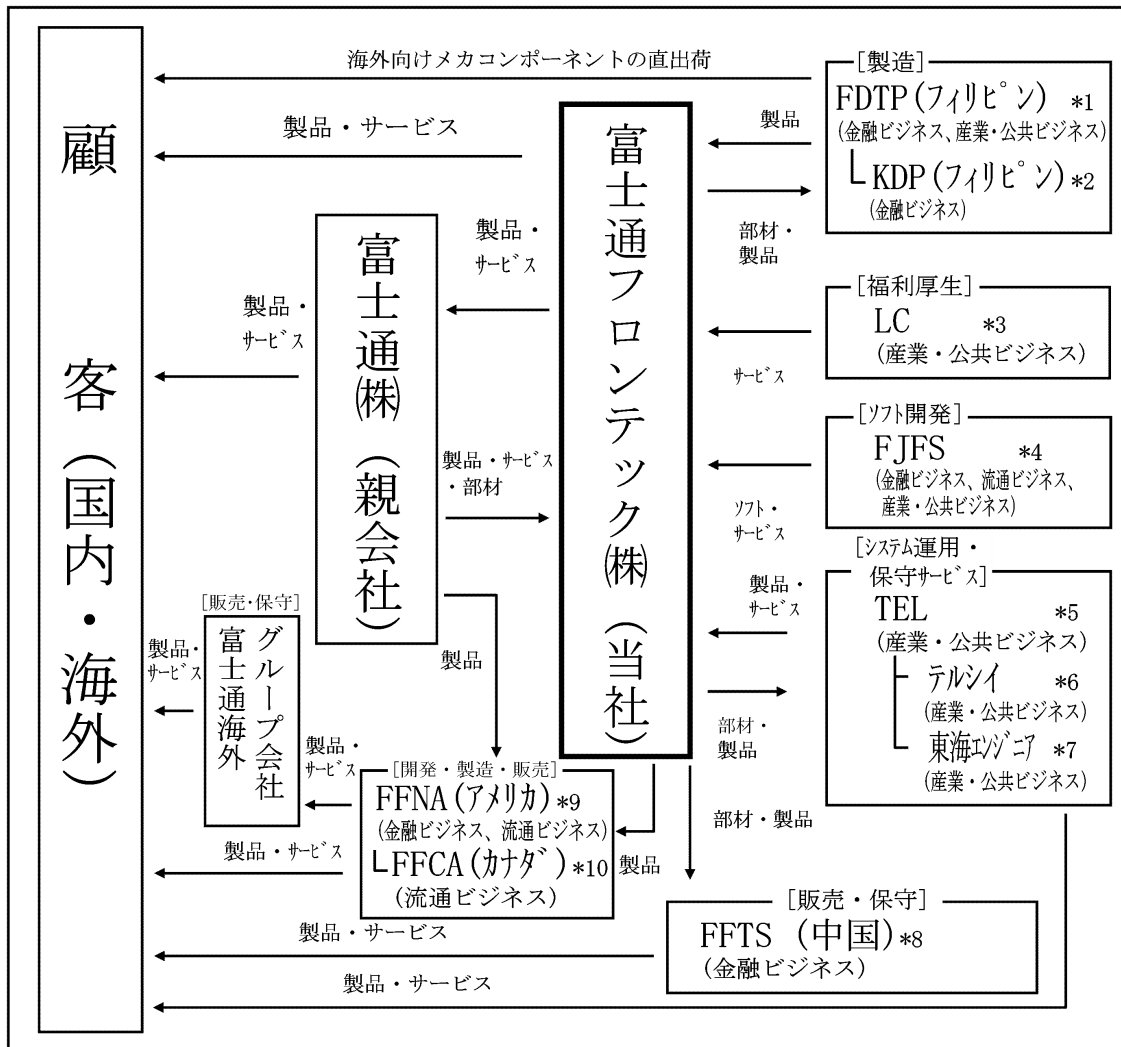 顧客（国内・海外）
海外向けメカコンポーネントの直出荷
製品・サービス
富士通フロンテック㈱（当社）
富士通㈱（親会社）
製品・
ｻｰﾋﾞｽ
製品・
ｻｰﾋﾞｽ
製品・ｻｰﾋﾞｽ
・部材
製品
[販売・保守]
富士通海外
グループ会社
製品・
ｻｰﾋﾞｽ
製品・
ｻｰﾋﾞｽ
[製造]
FDTP(フィリピン) *1
(金融ビジネス、産業・公共ビジネス)
KDP(フィリピン)*2
(金融ビジネス)
製品
部材・
製品
[福利厚生]
LC *3
(産業・公共ビジネス)
ｻｰﾋﾞｽ
[ソフト開発]
FJFS *4
(金融ビジネス、流通ビジネス、
産業・公共ビジネス)
ｿﾌﾄ・
ｻｰﾋﾞｽ
[システム運用・
保守サービス]
TEL *5
(産業・公共ビジネス)
テルシイ *6
(産業・公共ビジネス)
東海ｴﾝｼﾞﾆｱ *7
(産業・公共ビジネス)
製品・
ｻｰﾋﾞｽ
部材・
製品
[開発・製造・販売]
FFNA(アメリカ)*9
(金融ビジネス、流通ビジネス)
FFCA(カナダ)*10
(流通ビジネス)
製品
部材・製品
製品・ｻｰﾋﾞｽ
[販売・保守]
FFTS (中国)*8
(金融ビジネス)
製品・サービス
製品・サービス